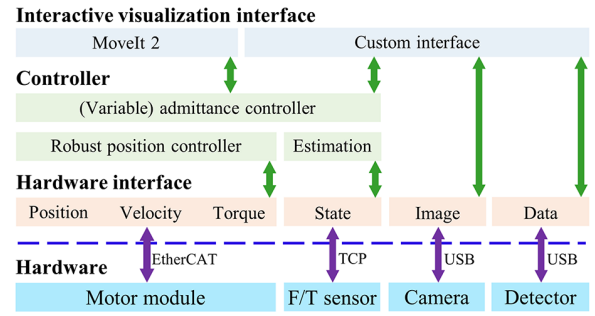 Interactive visualization interface
MoveIt 2 Custom interface
Controller
(Variable) admittance controller
Robust position controller Estimation
Hardware interface
Position Velocity Torque State Image Data
EtherCAT TCP USB USB
Hardware
Motor module F/T sensor Camera Detector